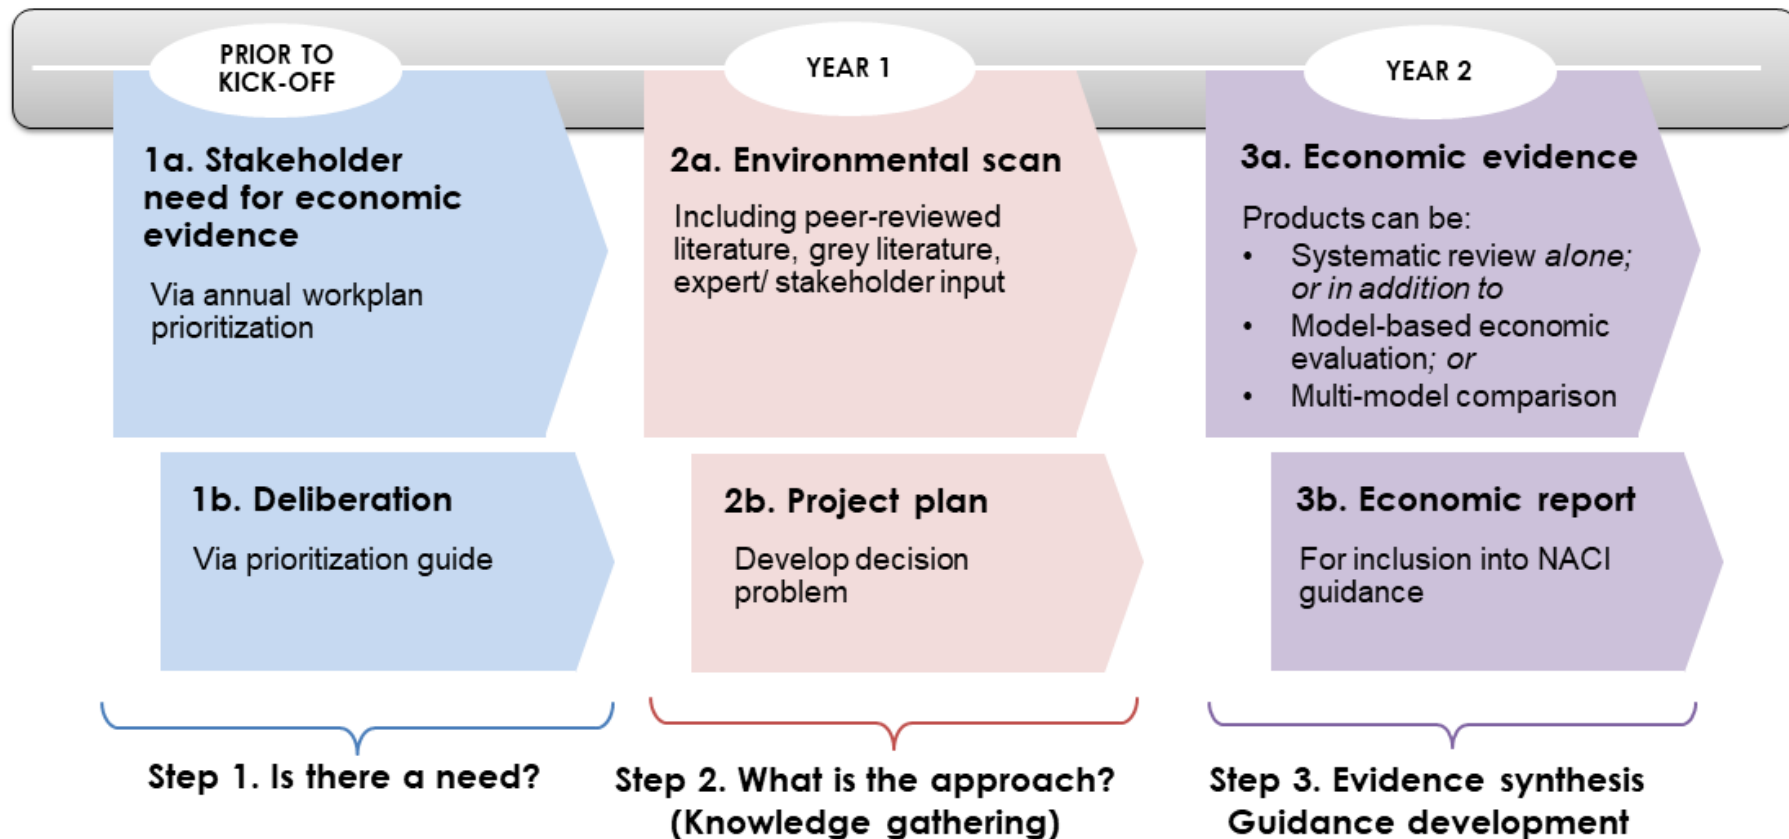 PRIOR TO
KICK-OFF
YEAR 1
YEAR 2
1a. Stakeholder
need for economic
evidence
Via annual workplan
prioritization
2a. Environmental scan
Including peer-reviewed
literature, grey literature,
expert/ stakeholder input
3a. Economic evidence
Products can be:
• Systematic review alone;
or in addition to
• Model-based economic
evaluation; or
• Multi-model comparison
1b. Deliberation
Via prioritization guide
2b. Project plan
Develop decision
problem
3b. Economic report
For inclusion into NACI
guidance
Step 1. Is there a need?
Step 2. What is the approach?
(Knowledge gathering)
Step 3. Evidence synthesis
Guidance development